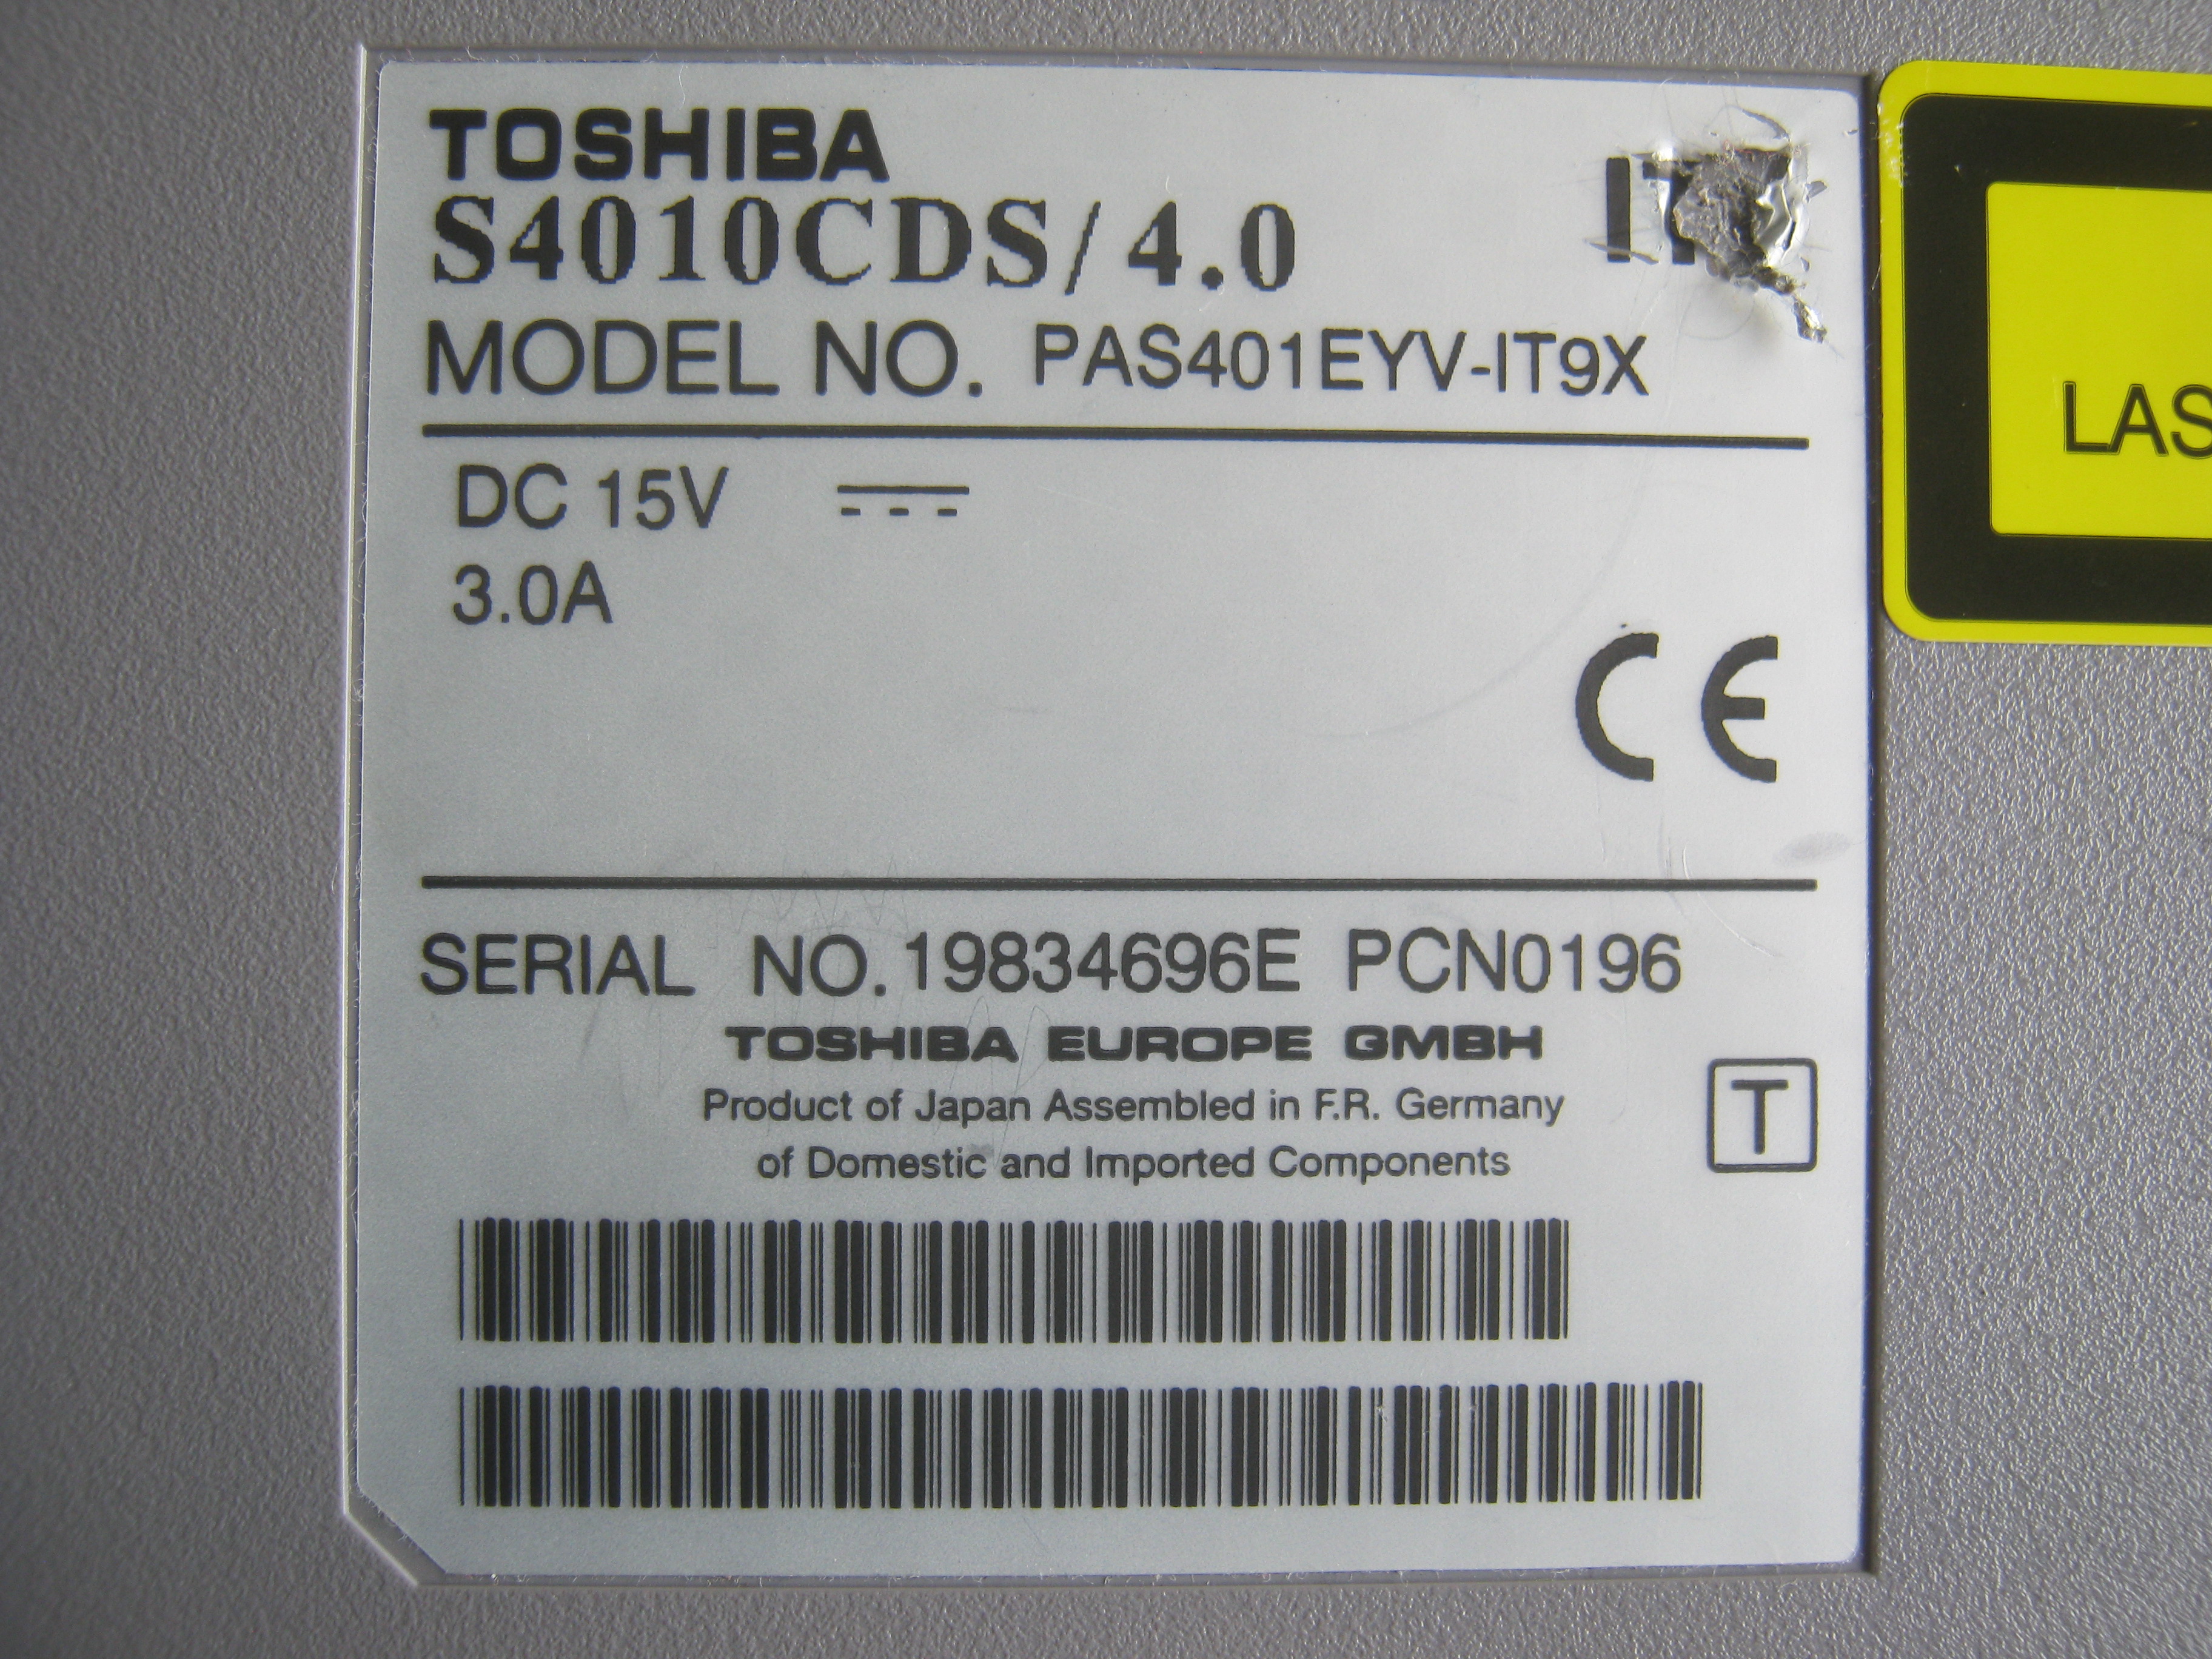 TOSHIBA
S4010CDS/4.0
MODEL NO. PAS401EYV-IT9X
DC 15V
3.0A
CE
SERIAL NO. 19834696E PCN0196
TOSHIBA EUROPE GMBH
Product of Japan Assembled in F.R. Germany
of Domestic and Imported Components
T
LAS